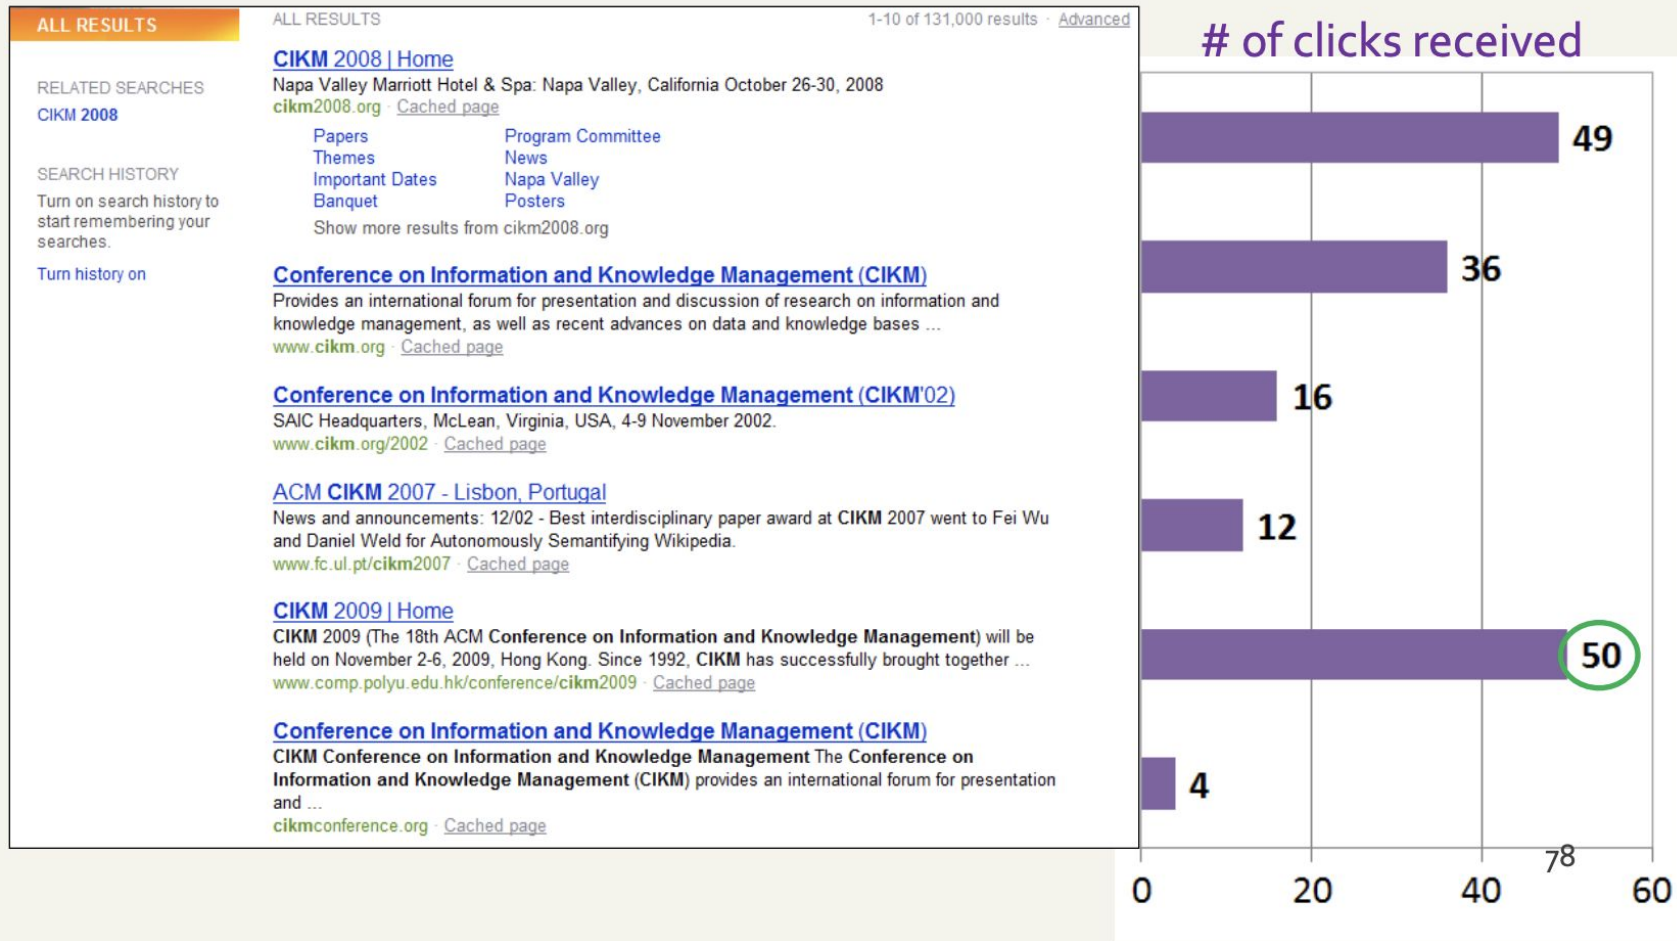 ALL RESULTS
RELATED SEARCHES
CIKM 2008
SEARCH HISTORY
Turn on search history to
start remembering your
searches.
Turn history on
ALL RESULTS
1-10 of 131,000 results · Advanced
CIKM 2008 | Home
Napa Valley Marriott Hotel & Spa: Napa Valley, California October 26-30, 2008
cikm2008.org · Cached page
Papers Program Committee
Themes News
Important Dates Napa Valley
Banquet Posters
Show more results from cikm2008.org
Conference on Information and Knowledge Management (CIKM)
Provides an international forum for presentation and discussion of research on information and
knowledge management, as well as recent advances on data and knowledge bases ...
www.cikm.org · Cached page
Conference on Information and Knowledge Management (CIKM'02)
SAIC Headquarters, McLean, Virginia, USA, 4-9 November 2002.
www.cikm.org/2002 · Cached page
ACM CIKM 2007 - Lisbon, Portugal
News and announcements: 12/02 - Best interdisciplinary paper award at CIKM 2007 went to Fei Wu
and Daniel Weld for Autonomously Semantifying Wikipedia.
www.fc.ul.pt/cikm2007 · Cached page
CIKM 2009 | Home
CIKM 2009 (The 18th ACM Conference on Information and Knowledge Management) will be
held on November 2-6, 2009, Hong Kong. Since 1992, CIKM has successfully brought together ...
www.comp.polyu.edu.hk/conference/cikm2009 · Cached page
Conference on Information and Knowledge Management (CIKM)
CIKM Conference on Information and Knowledge Management The Conference on
Information and Knowledge Management (CIKM) provides an international forum for presentation
and ...
cikmconference.org · Cached page
# of clicks received
49
36
16
12
50
4
78
0 20 40 60